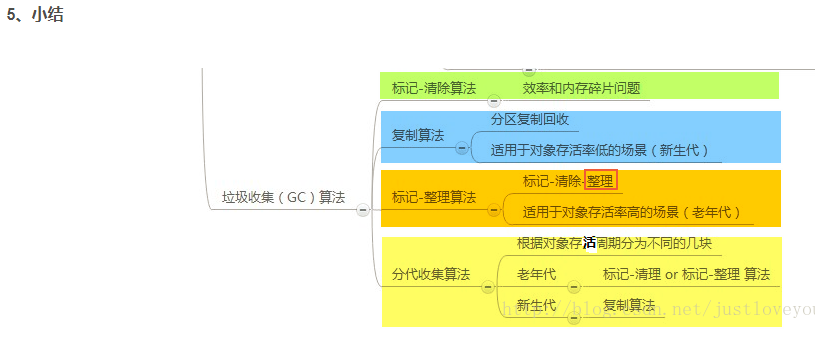 5、小结
标记-清除算法
效率和内存碎片问题
复制算法
分区复制回收
适用于对象存活率低的场景（新生代）
垃圾收集（GC）算法
标记-整理算法
标记-清除-整理
适用于对象存活率高的场景（老年代）
分代收集算法
根据对象存活周期分为不同的几块
老年代
标记-清理 or 标记-整理 算法
新生代
复制算法
http://blog.csdn.net/justloveyou